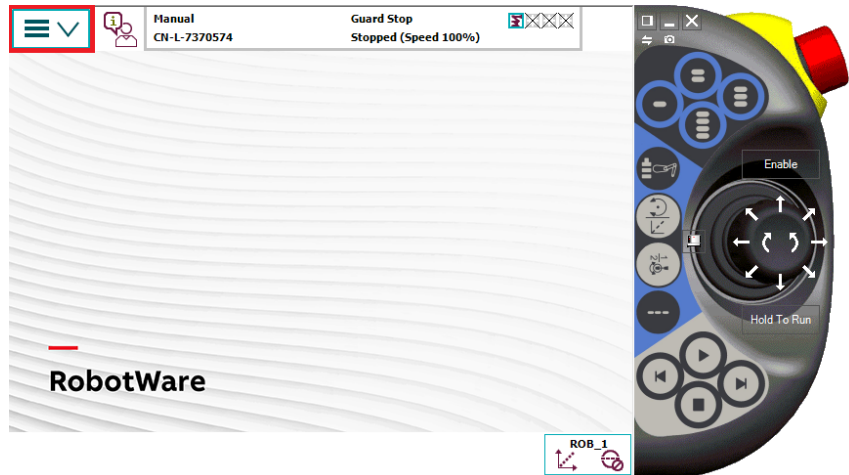 Manual
CN-L-7370574
Guard Stop
Stopped (Speed 100%)
Enable
Hold To Run
RobotWare
ROB_1